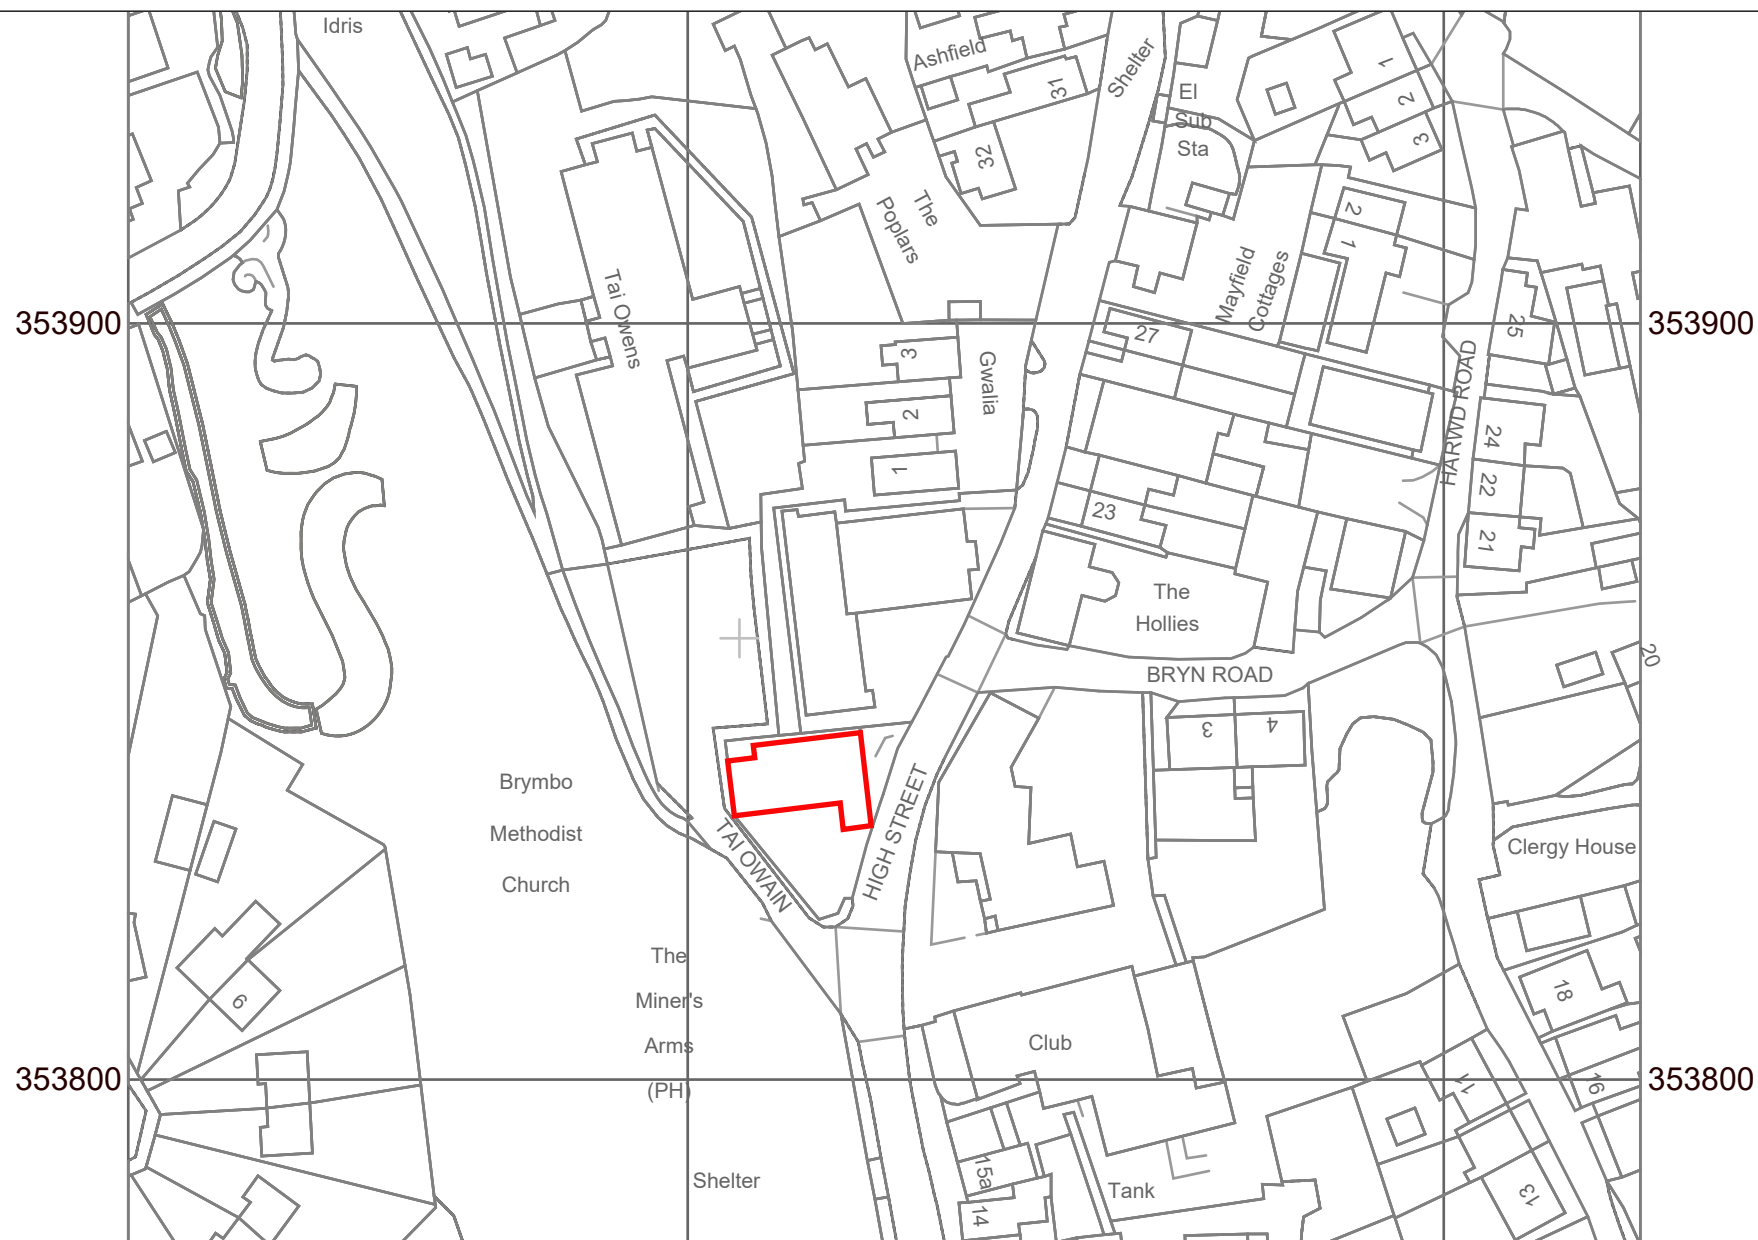 Idris
Ashfield
31
Shelter
El
Sub
Sta
1
2
3
32
The
Poplars
2
1
Mayfield
Cottages
Tai Owens
353900
353900
27
25
3
Gwalia
2
1
HARWD ROAD
24
22
21
23
The
Hollies
BRYN ROAD
20
3
4
Brymbo
Methodist
Church
TAI OWAIN
HIGH STREET
Clergy House
The
Miner's
Arms
(PH)
6
18
Club
353800
353800
11
16
Shelter
15a
14
Tank
13